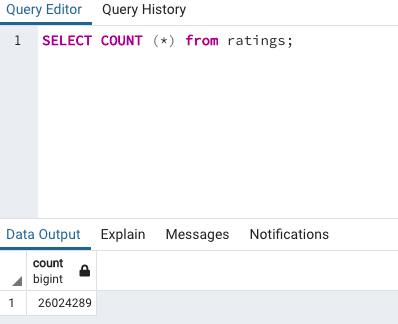 Query Editor Query History
1 SELECT COUNT (*) from ratings;
Data Output Explain Messages Notifications
count
bigint
1 26024289